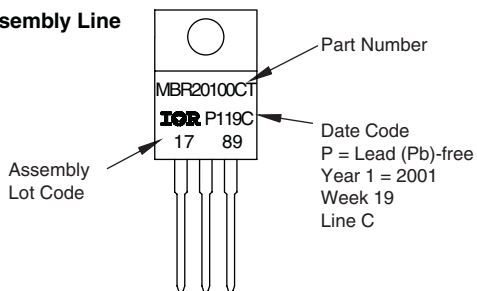 sembly Line
Part Number
MBR20100CT
IOR P119C
17 89
Assembly
Lot Code
Date Code
P = Lead (Pb)-free
Year 1 = 2001
Week 19
Line C